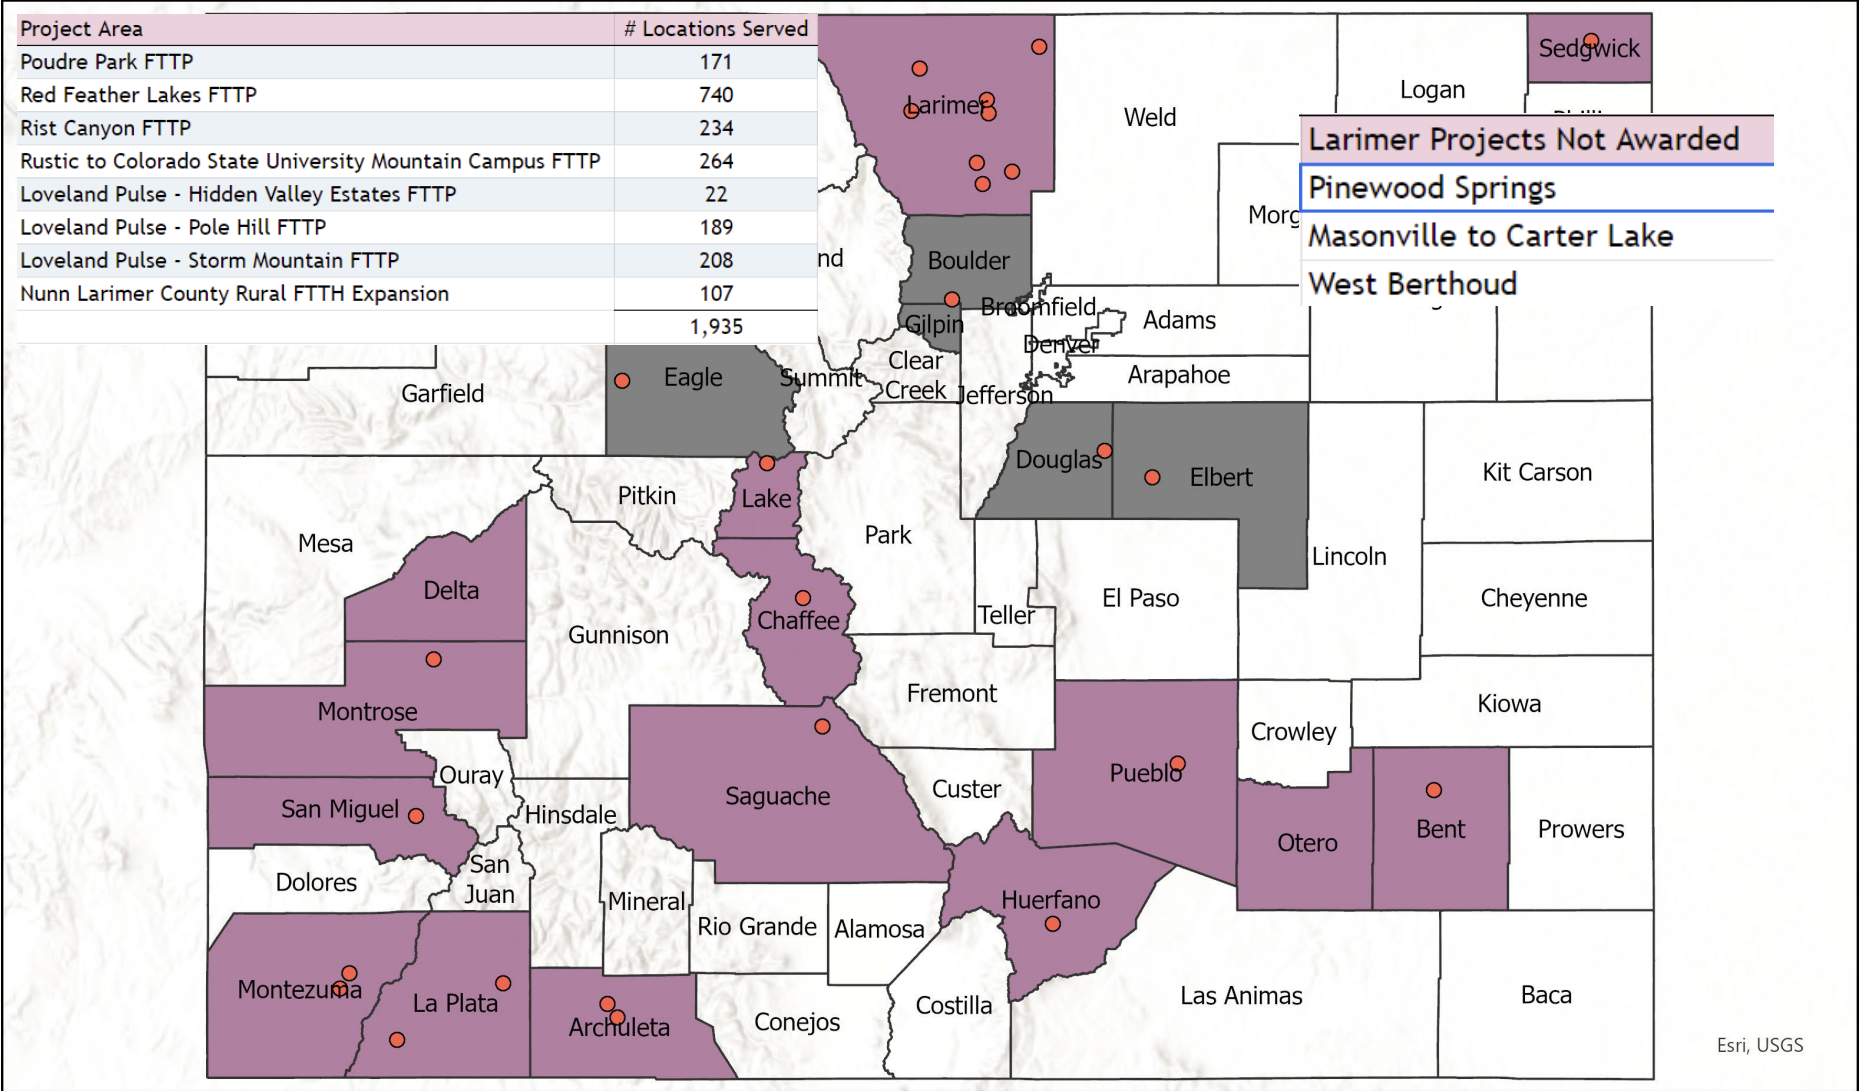 Project Area # Locations Served
Poudre Park FTTP 171
Red Feather Lakes FTTP 740
Rist Canyon FTTP 234
Rustic to Colorado State University Mountain Campus FTTP 264
Loveland Pulse - Hidden Valley Estates FTTP 22
Loveland Pulse - Pole Hill FTTP 189
Loveland Pulse - Storm Mountain FTTP 208
Nunn Larimer County Rural FTTH Expansion 107
1,935
Larimer Projects Not Awarded
Pinewood Springs
Masonville to Carter Lake
West Berthoud
Sedgwick
Logan
Larimer
Weld
Morg
nd
Boulder
Broomfield
Gilpin
Adams
Denver
Clear
Creek
Arapahoe
Eagle
Summit
Garfield
Jefferson
Douglas
Elbert
Kit Carson
Pitkin
Lake
Park
Mesa
Lincoln
Delta
Teller
El Paso
Cheyenne
Chaffee
Gunnison
Fremont
Kiowa
Montrose
Crowley
Ouray
Pueblo
Custer
Saguache
San Miguel
Hinsdale
Bent
Prowers
Otero
San
Juan
Dolores
Mineral
Huerfano
Rio Grande
Alamosa
Montezuma
La Plata
Las Animas
Baca
Costilla
Archuleta
Conejos
Esri, USGS